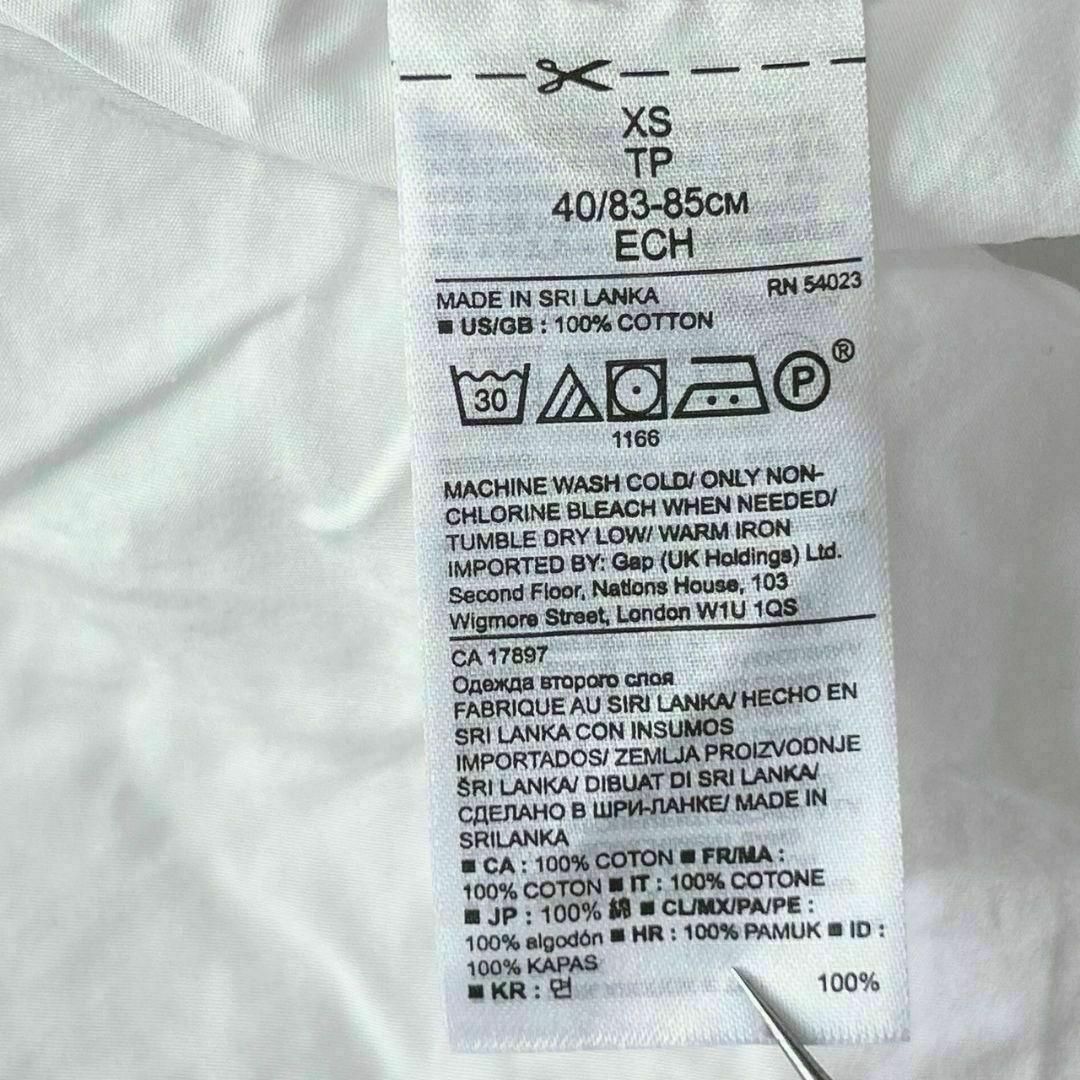 XS
TP
40/83-85CM
ECH
MADE IN SRI LANKA RN 54023
■ US/GB : 100% COTTON
30 P ®
1166
MACHINE WASH COLD/ ONLY NON-
CHLORINE BLEACH WHEN NEEDED/
TUMBLE DRY LOW/ WARM IRON
IMPORTED BY: Gap (UK Holdings) Ltd.
Second Floor, Nations House, 103
Wigmore Street, London W1U 1QS
CA 17897
Одежда второго слоя
FABRIQUE AU SIRI LANKA/ HECHO EN
SRI LANKA CON INSUMOS
IMPORTADOS/ ZEMLJA PROIZVODNJE
ŠRI LANKA/ DIBUAT DI SRI LANKA/
СДЕЛАНО В ШРИ-ЛАНКЕ/ MADE IN
SRILANKA
■ CA : 100% COTON ■ FR/MA :
100% COTON ■ IT : 100% COTONE
■ JP : 100% 綿 ■ CL/MX/PA/PE :
100% algodón ■ HR : 100% PAMUK ■ ID :
100% KAPAS
■ KR : 면 100%